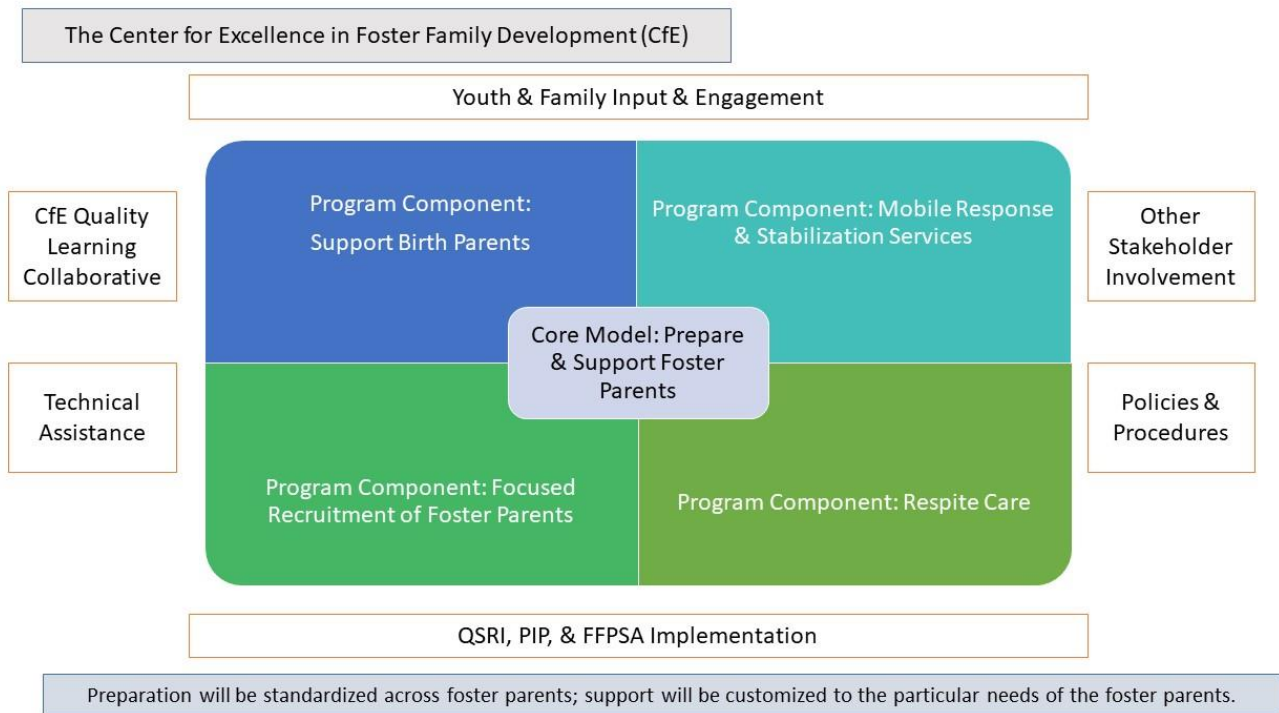 The Center for Excellence in Foster Family Development (CfE)
Youth & Family Input & Engagement
CfE Quality
Learning
Collaborative
Program Component:
Support Birth Parents
Program Component: Mobile Response
& Stabilization Services
Other
Stakeholder
Involvement
Core Model: Prepare
& Support Foster
Parents
Technical
Assistance
Program Component: Focused
Recruitment of Foster Parents
Program Component: Respite Care
Policies &
Procedures
QSRI, PIP, & FFPSA Implementation
Preparation will be standardized across foster parents; support will be customized to the particular needs of the foster parents.